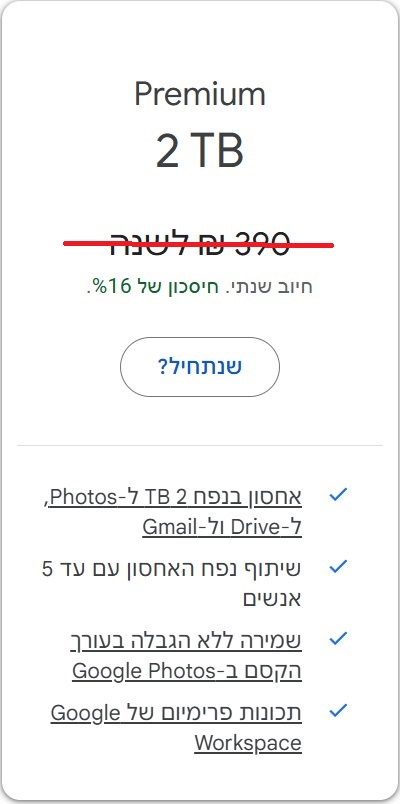 Premium
2 TB
390 ₪ לשנה
חיוב שנתי. חיסכון של 16%.
שנתחיל?
אחסון בנפח 2 TB ל-Photos,
ל-Drive ול-Gmail
שיתוף נפח האחסון עם עד 5
אנשים
שמירה ללא הגבלה בעורך
הקסם ב-Google Photos
תכונות פרימיום של Google
Workspace